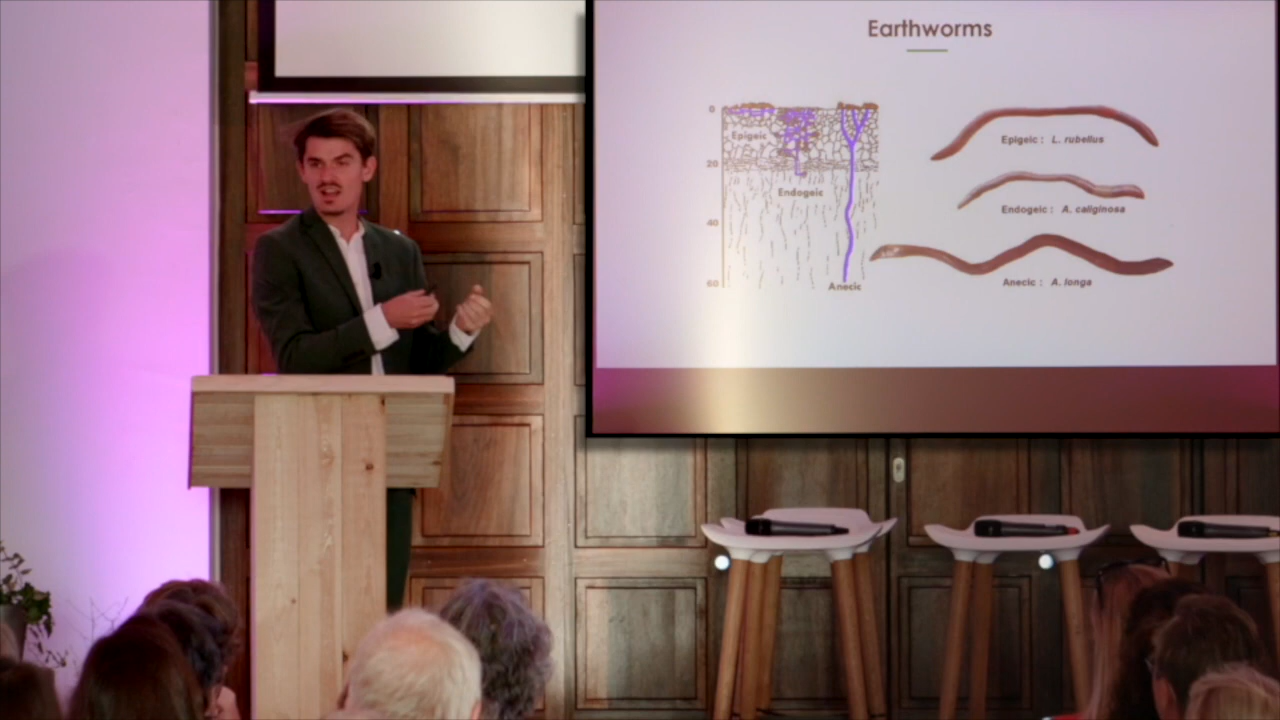 Earthworms
0
Epigeic
20
Endogeic
40
60
Anecic
Epigeic : L. rubellus
Endogeic : A. caliginosa
Anecic : A. longa